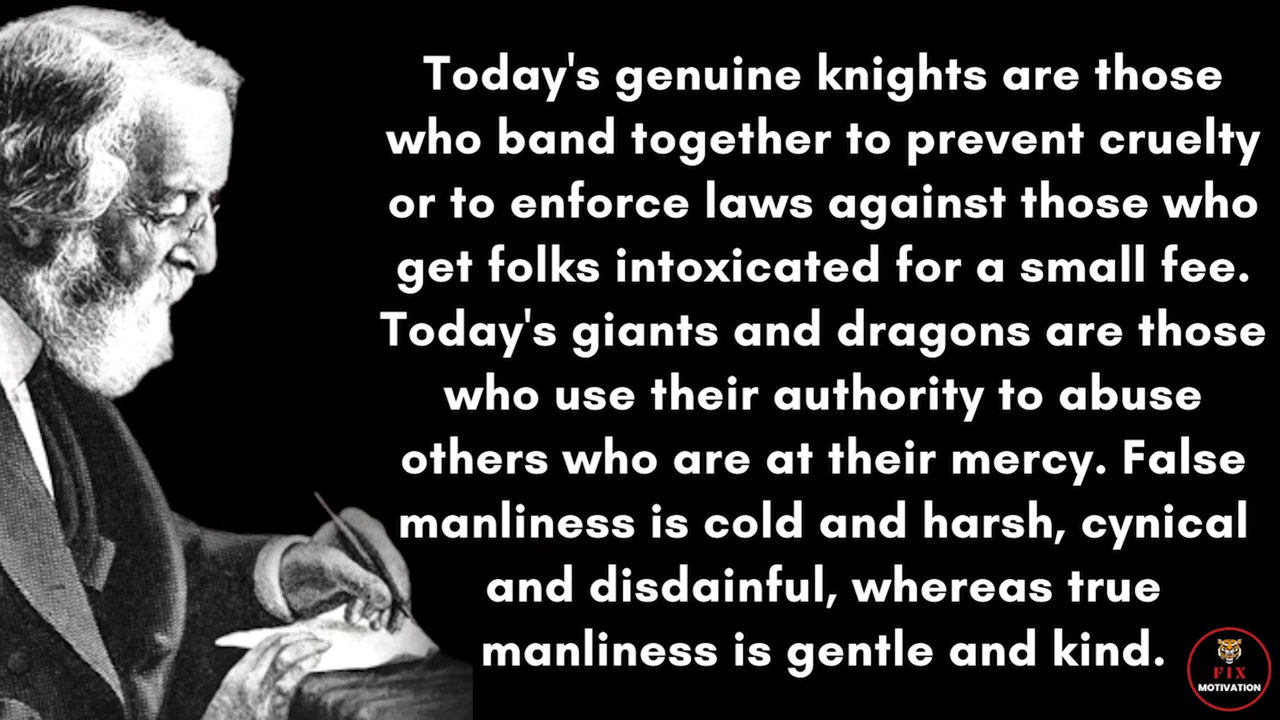 Today's genuine knights are those
who band together to prevent cruelty
or to enforce laws against those who
get folks intoxicated for a small fee.
Today's giants and dragons are those
who use their authority to abuse
others who are at their mercy. False
manliness is cold and harsh, cynical
and disdainful, whereas true
manliness is gentle and kind.
FIX
MOTIVATION